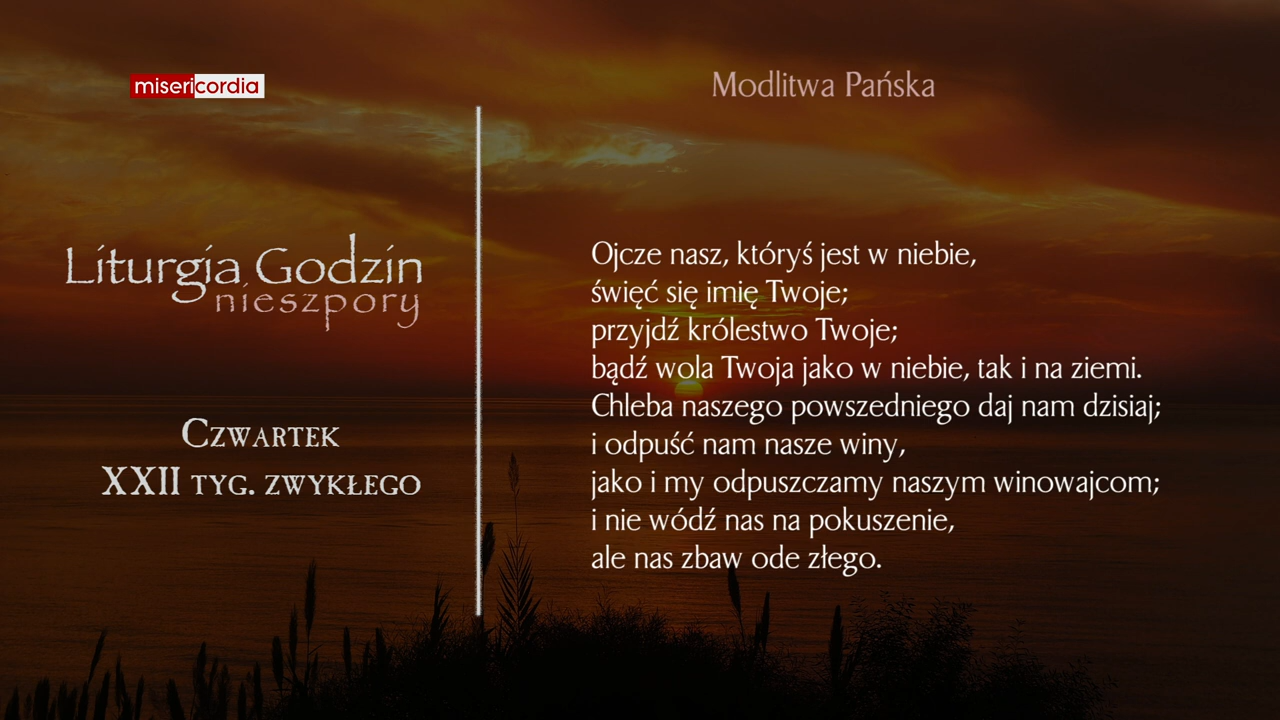 misericordia
Liturgia Godzin
nieszpory
Czwartek
XXII tyg. zwykłego
Modlitwa Pańska
Ojcze nasz, któryś jest w niebie,
święć się imię Twoje;
przyjdź królestwo Twoje;
bądź wola Twoja jako w niebie, tak i na ziemi.
Chleba naszego powszedniego daj nam dzisiaj;
i odpuść nam nasze winy,
jako i my odpuszczamy naszym winowajcom;
i nie wódź nas na pokuszenie,
ale nas zbaw ode złego.